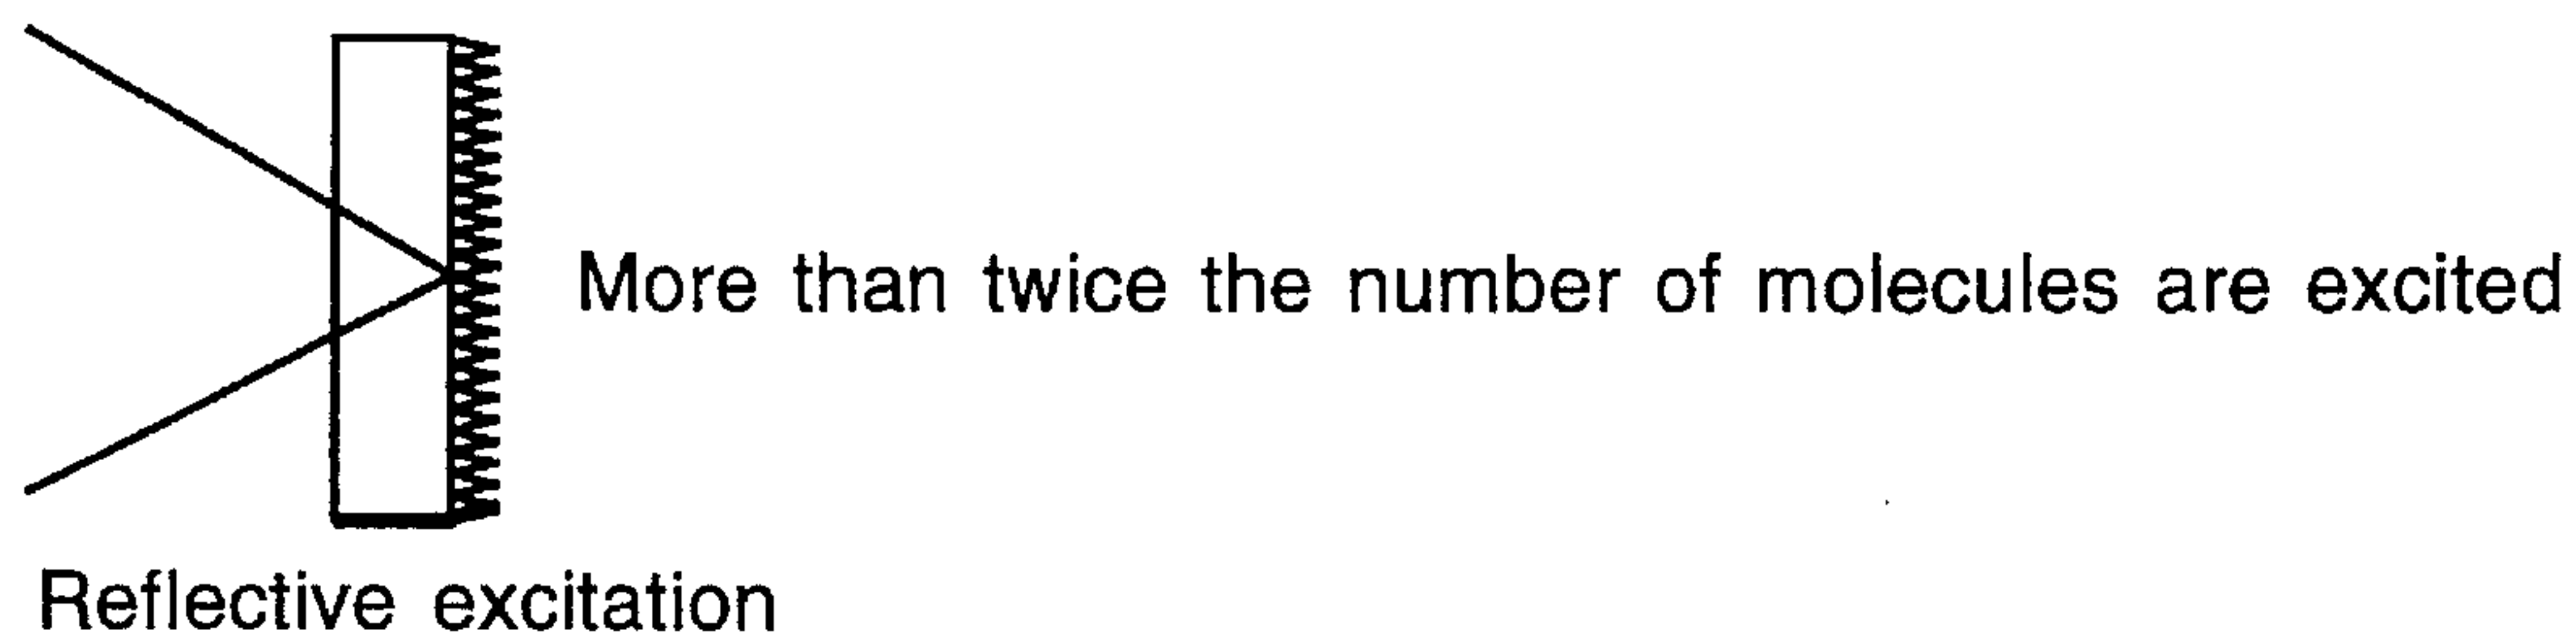 More than twice the number of molecules are excited
Reflective excitation